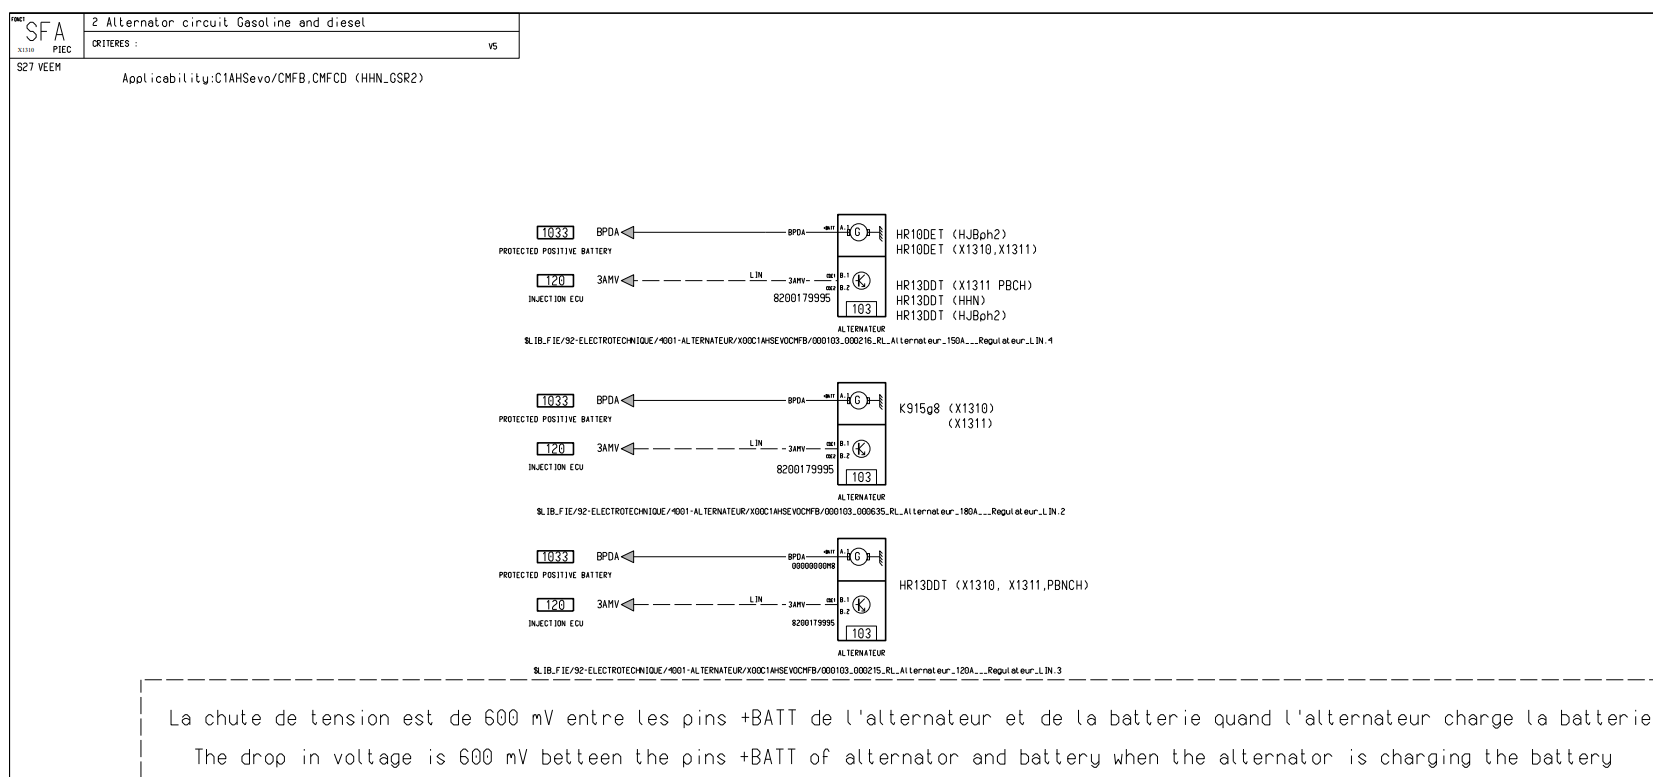 FONCT
SFA
X1310 PIEC
2 Alternator circuit Gasoline and diesel
CRITERES :
V5
S27 VEEM
Applicability:C1AHSevo/CMFB,CMFCD (HHN_GSR2)
1033 BPDA BPDA +BATT A.1 G
PROTECTED POSITIVE BATTERY
HR10DET (HJBph2)
HR10DET (X1310,X1311)
120 3AMV LIN 3AMV B.1
B.2
INJECTION ECU
8200179995
103
HR13DDT (X1311 PBCH)
HR13DDT (HHN)
HR13DDT (HJBph2)
ALTERNATEUR
$LIB_FIE/92-ELECTROTECHNIQUE/4001-ALTERNATEUR/X00C1AHSEVOCMFB/000103_000216_RL_Alternateur_150A___Regulateur_LIN.4
1033 BPDA BPDA +BATT A.1 G
PROTECTED POSITIVE BATTERY
K915g8 (X1310)
(X1311)
120 3AMV LIN 3AMV B.1
B.2
INJECTION ECU
8200179995
103
ALTERNATEUR
$LIB_FIE/92-ELECTROTECHNIQUE/4001-ALTERNATEUR/X00C1AHSEVOCMFB/000103_000635_RL_Alternateur_180A___Regulateur_LIN.2
1033 BPDA BPDA +BATT A.1 G
00000000MB
PROTECTED POSITIVE BATTERY
HR13DDT (X1310, X1311,PBNCH)
120 3AMV LIN 3AMV B.1
B.2
INJECTION ECU
8200179995
103
ALTERNATEUR
$LIB_FIE/92-ELECTROTECHNIQUE/4001-ALTERNATEUR/X00C1AHSEVOCMFB/000103_000215_RL_Alternateur_120A___Regulateur_LIN.3
La chute de tension est de 600 mV entre les pins +BATT de l'alternateur et de la batterie quand l'alternateur charge la batterie
The drop in voltage is 600 mV betteen the pins +BATT of alternator and battery when the alternator is charging the battery